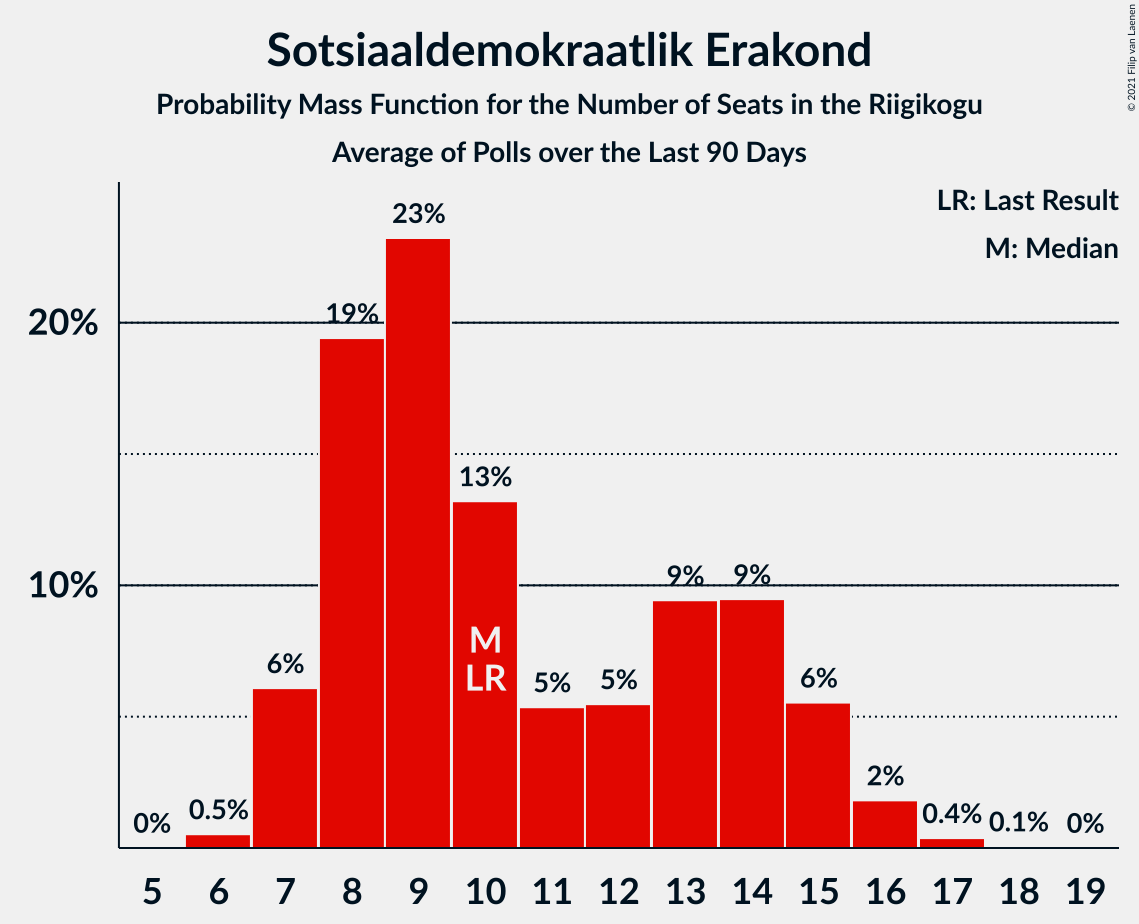 Sotsiaaldemokraatlik Erakond
Probability Mass Function for the Number of Seats in the Riigikogu
Average of Polls over the Last 90 Days
© 2021 Filip van Laenen
LR: Last Result
M: Median
20%
10%
0%
0.5%
6%
19%
23%
13%
5%
5%
9%
9%
6%
2%
0.4%
0.1%
0%
M
LR
5 6 7 8 9 10 11 12 13 14 15 16 17 18 19